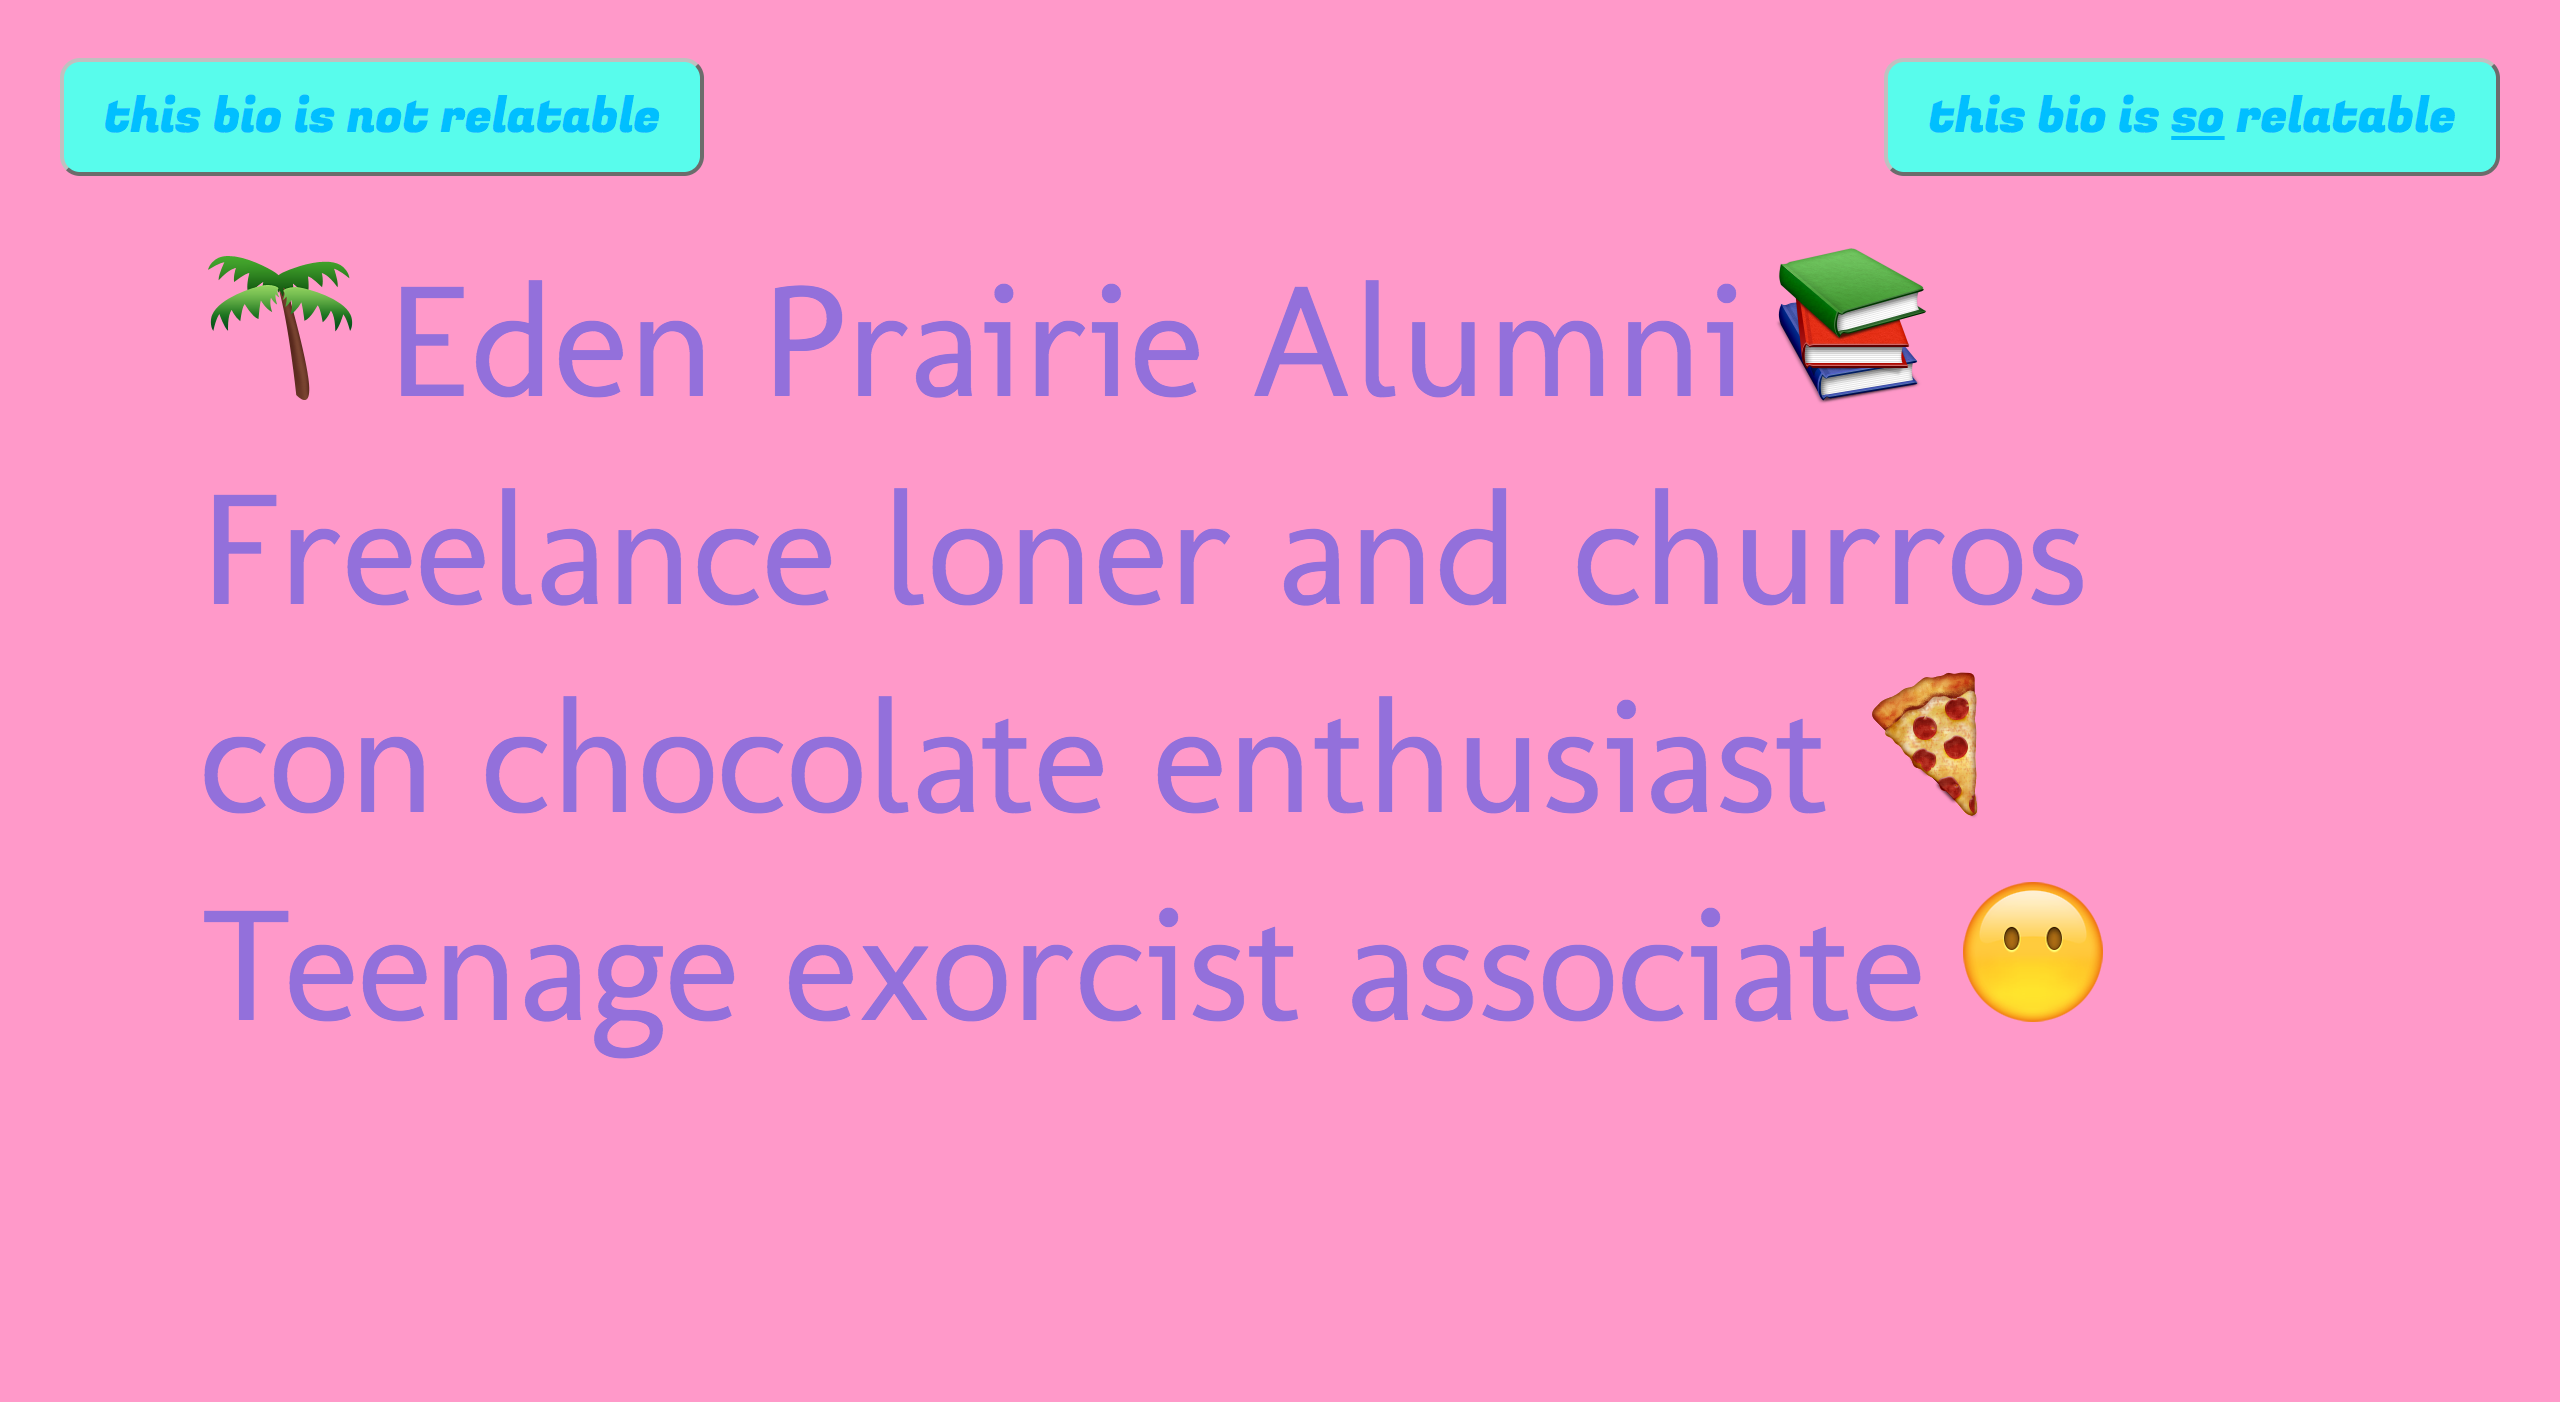 this bio is not relatable
this bio is so relatable
🌴 Eden Prairie Alumni 📚
Freelance loner and churros
con chocolate enthusiast 🍕
Teenage exorcist associate 😶